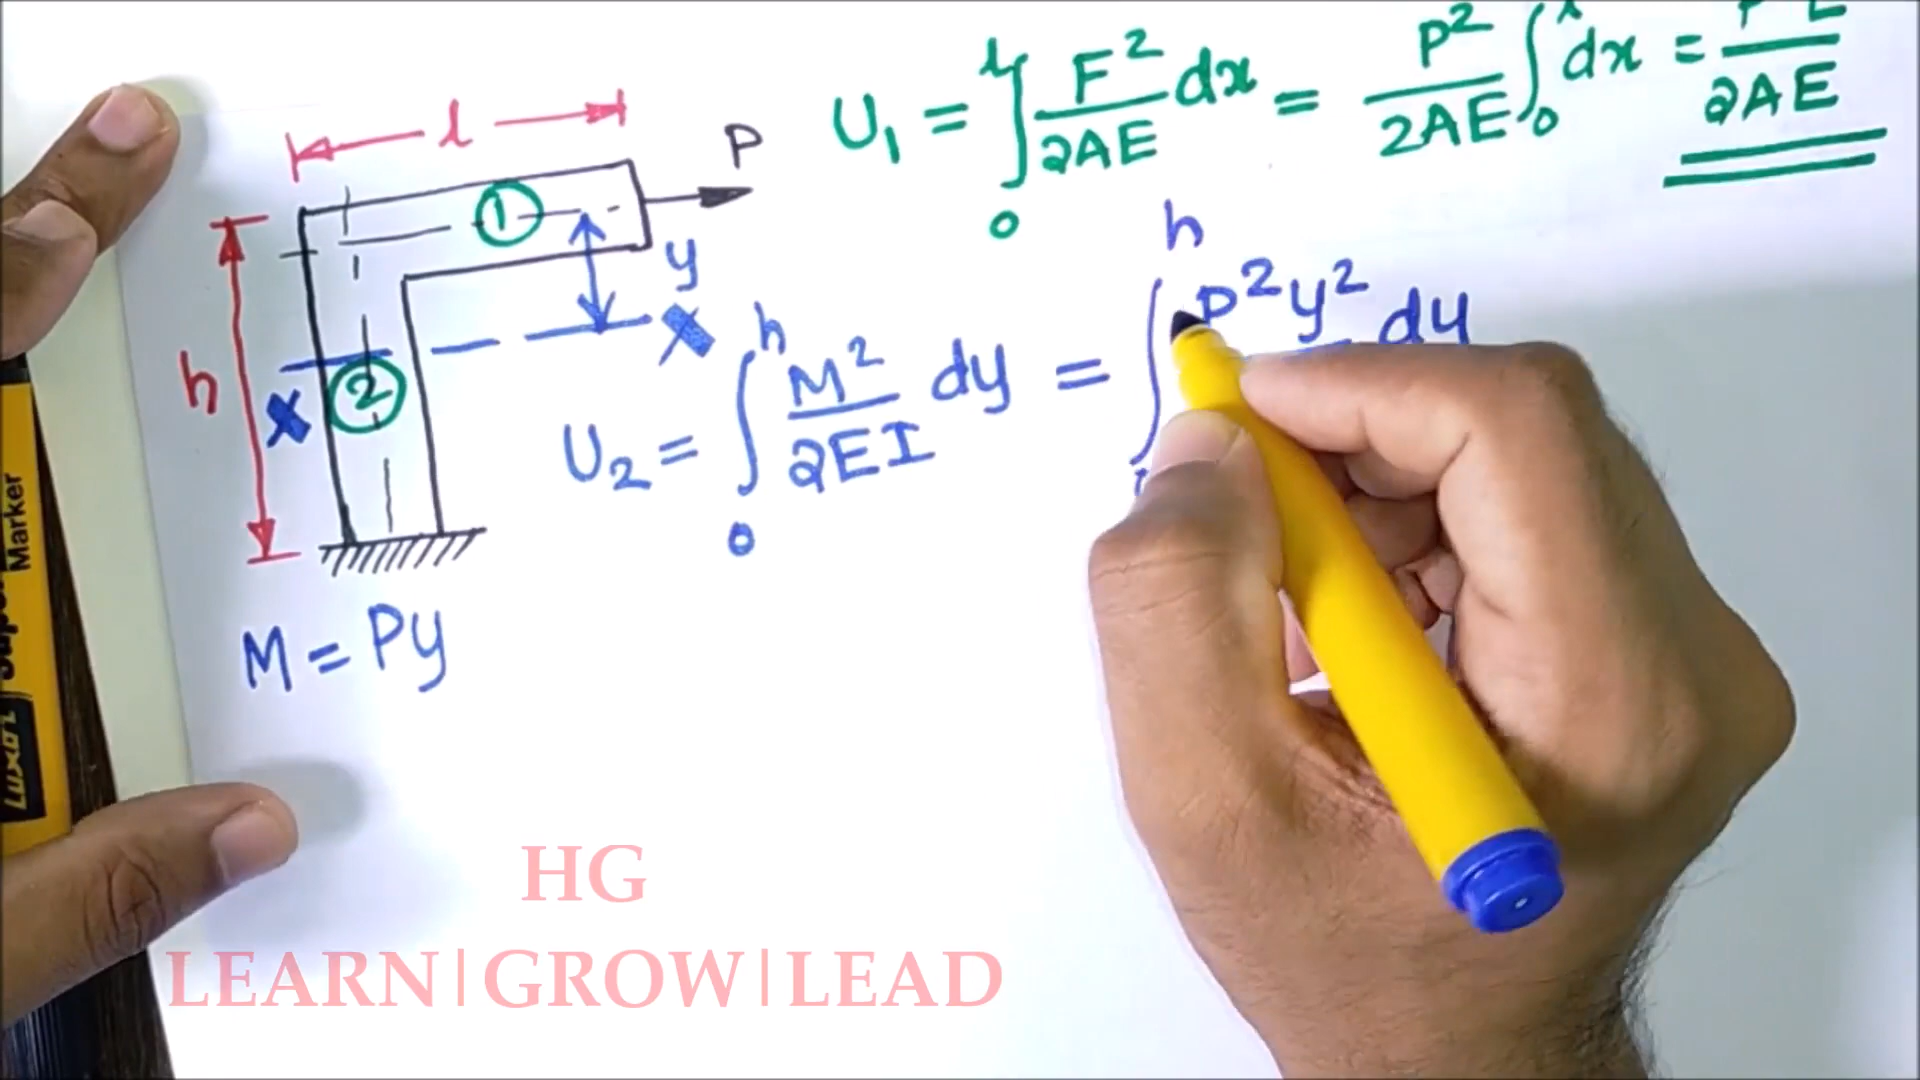 l
P
U₁ = ∫₀ˡ F²/2AE dx = P²/2AE ∫₀ dx = /2AE
1
y
h
h
X
2
X
U₂ = ∫₀ʰ M²/2EI dy = ∫ʰ P²y² dy
M = Py
Marker
Luxor
HG
LEARN|GROW|LEAD